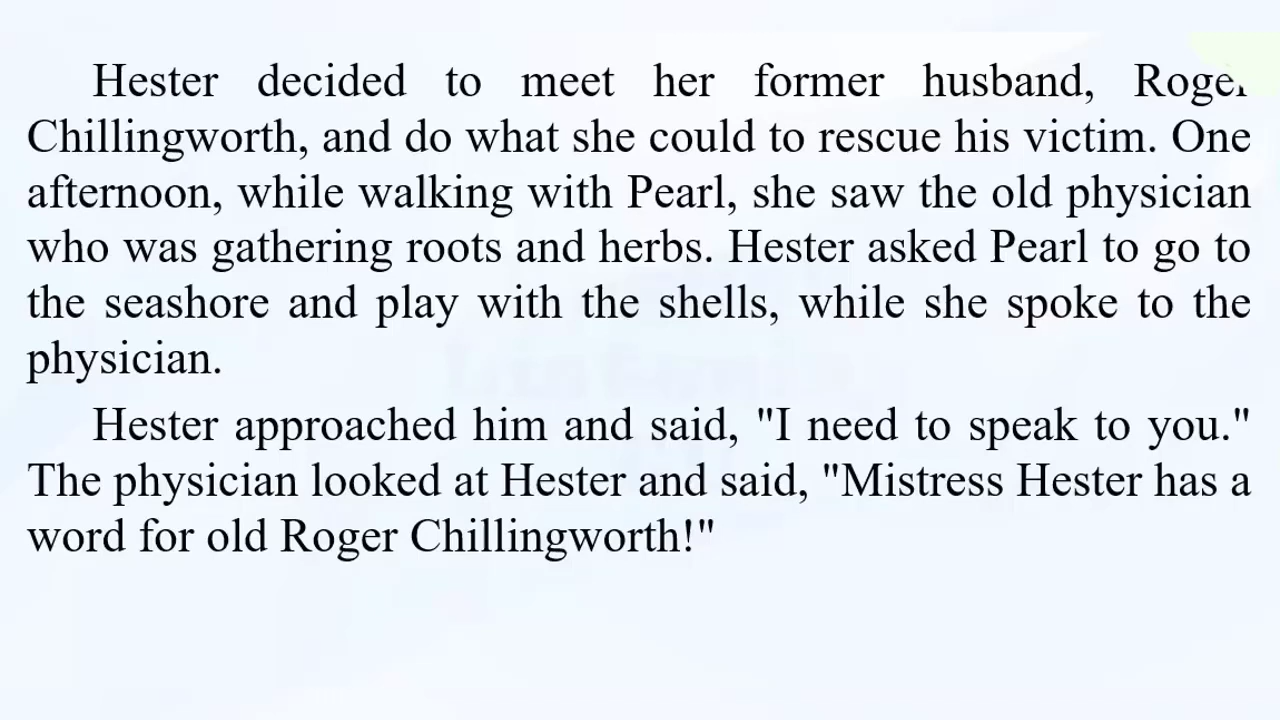 Hester decided to meet her former husband, Roger
Chillingworth, and do what she could to rescue his victim. One
afternoon, while walking with Pearl, she saw the old physician
who was gathering roots and herbs. Hester asked Pearl to go to
the seashore and play with the shells, while she spoke to the
physician.
Hester approached him and said, "I need to speak to you."
The physician looked at Hester and said, "Mistress Hester has a
word for old Roger Chillingworth!"